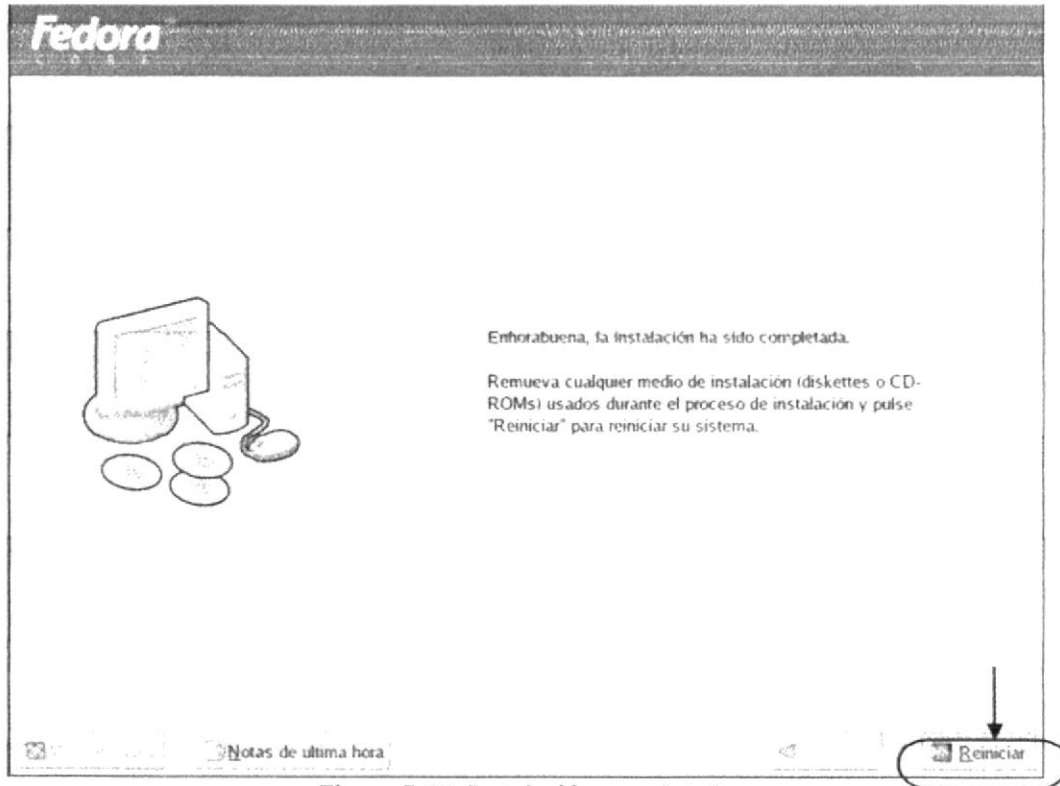 Fedora
CORE
Enhorabuena, la instalación ha sido completada.
Remueva cualquier medio de instalación (diskettes o CD-
ROMs) usados durante el proceso de instalación y pulse
"Reiniciar" para reiniciar su sistema.
Notas de ultima hora
Reiniciar